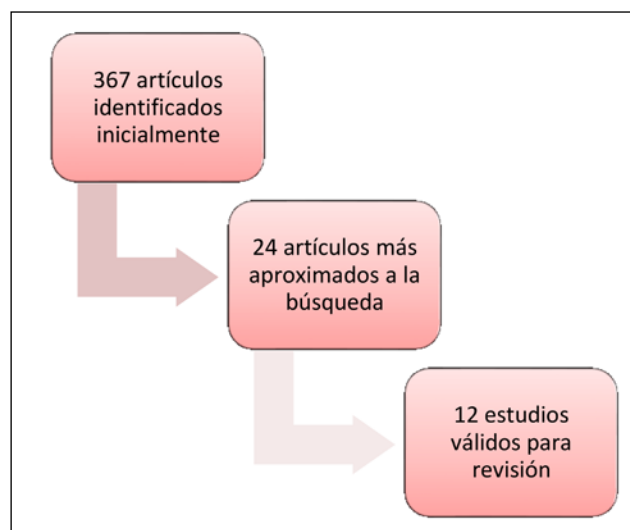 367 artículos
identificados
inicialmente
24 artículos más
aproximados a la
búsqueda
12 estudios
válidos para
revisión